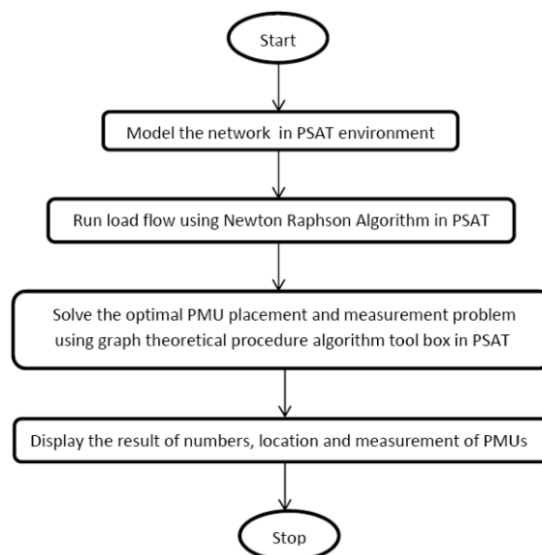 Start
Model the network in PSAT environment
Run load flow using Newton Raphson Algorithm in PSAT
Solve the optimal PMU placement and measurement problem
using graph theoretical procedure algorithm tool box in PSAT
Display the result of numbers, location and measurement of PMUs
Stop